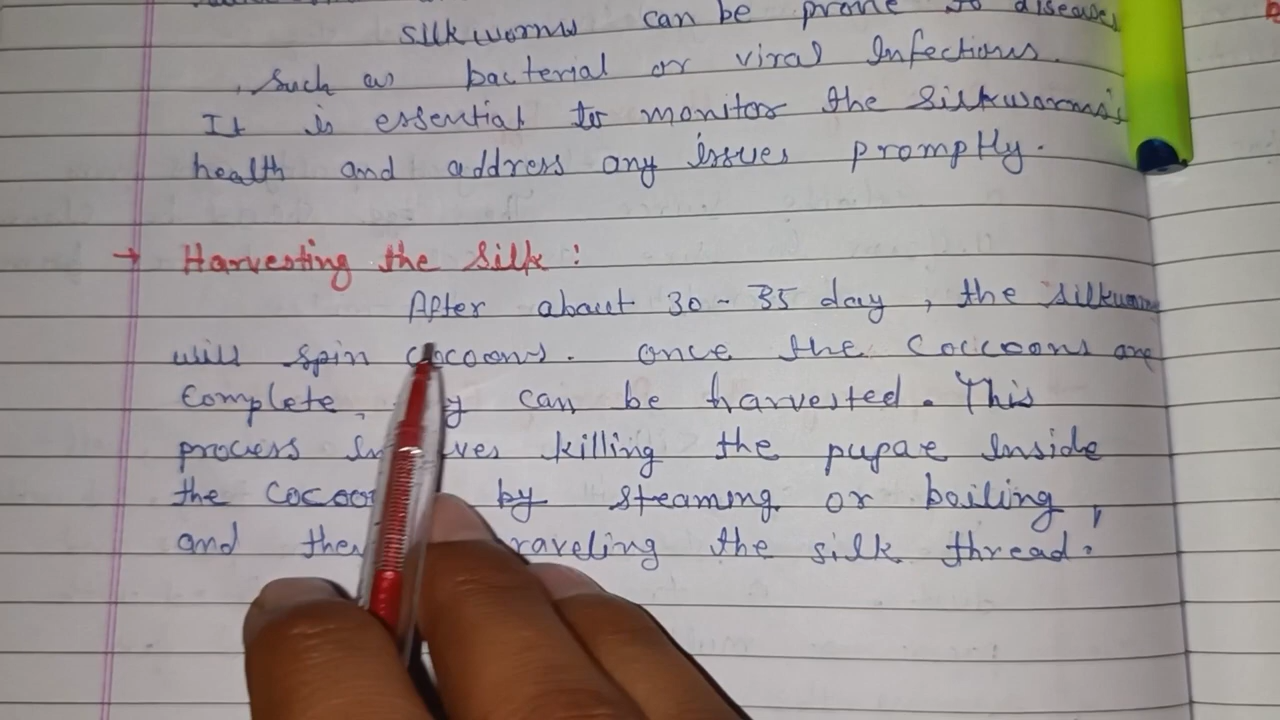 silkworms can be prone to diseases
such as bacterial or viral Infections.
It is essential to monitor the silkworms's
health and address any issues promptly.
→ Harvesting the Silk:
After about 30-35 day, the silkworms
will spin cocoons. once the coccoons are
complete, can be harvested. This
process killing the pupae Inside
the by steaming or boiling,
and the silk thread.